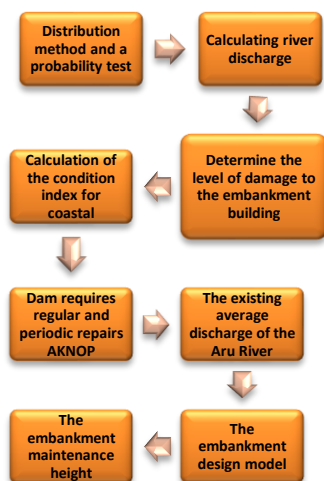 Distribution
method and a
probability test
Calculating river
discharge
Determine the
level of damage to
the embankment
building
Calculation of
the condition
index for
coastal
Dam requires
regular and
periodic repairs
AKNOP
The existing
average
discharge of the
Aru River
The
embankment
design model
The
embankment
maintenance
height